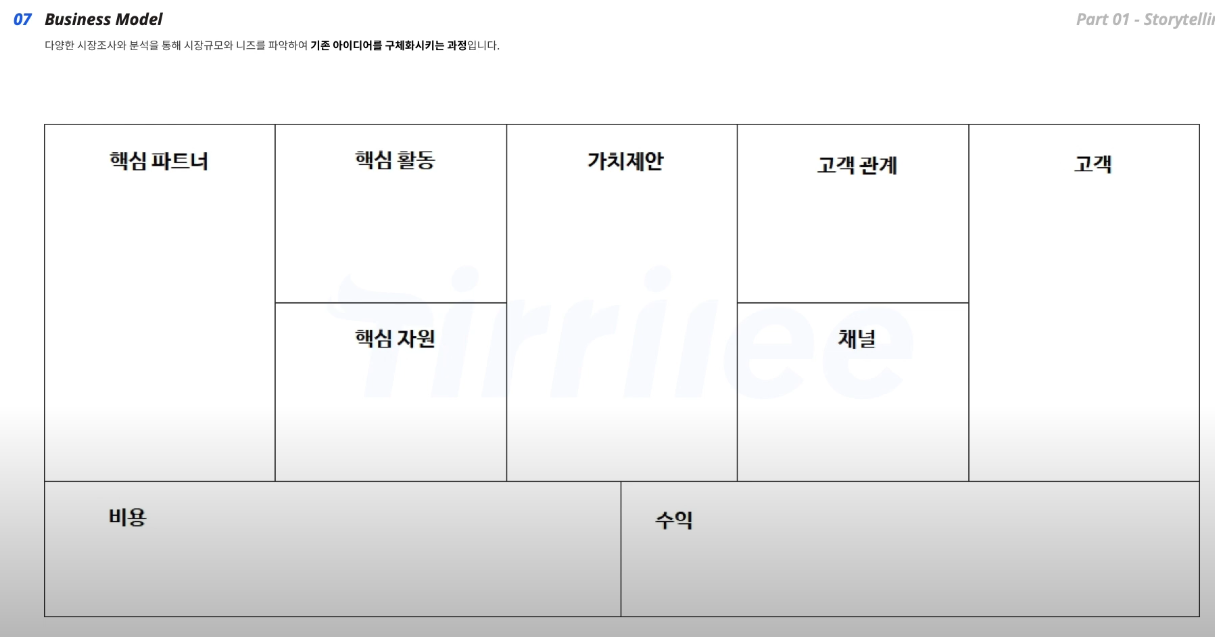 07 Business Model
Part 01 - Storytellin
다양한 시장조사와 분석을 통해 시장규모와 니즈를 파악하여 기존 아이디어를 구체화시키는 과정입니다.
핵심 파트너
핵심 활동
가치제안
고객 관계
고객
핵심 자원
채널
Tirrilee
비용
수익